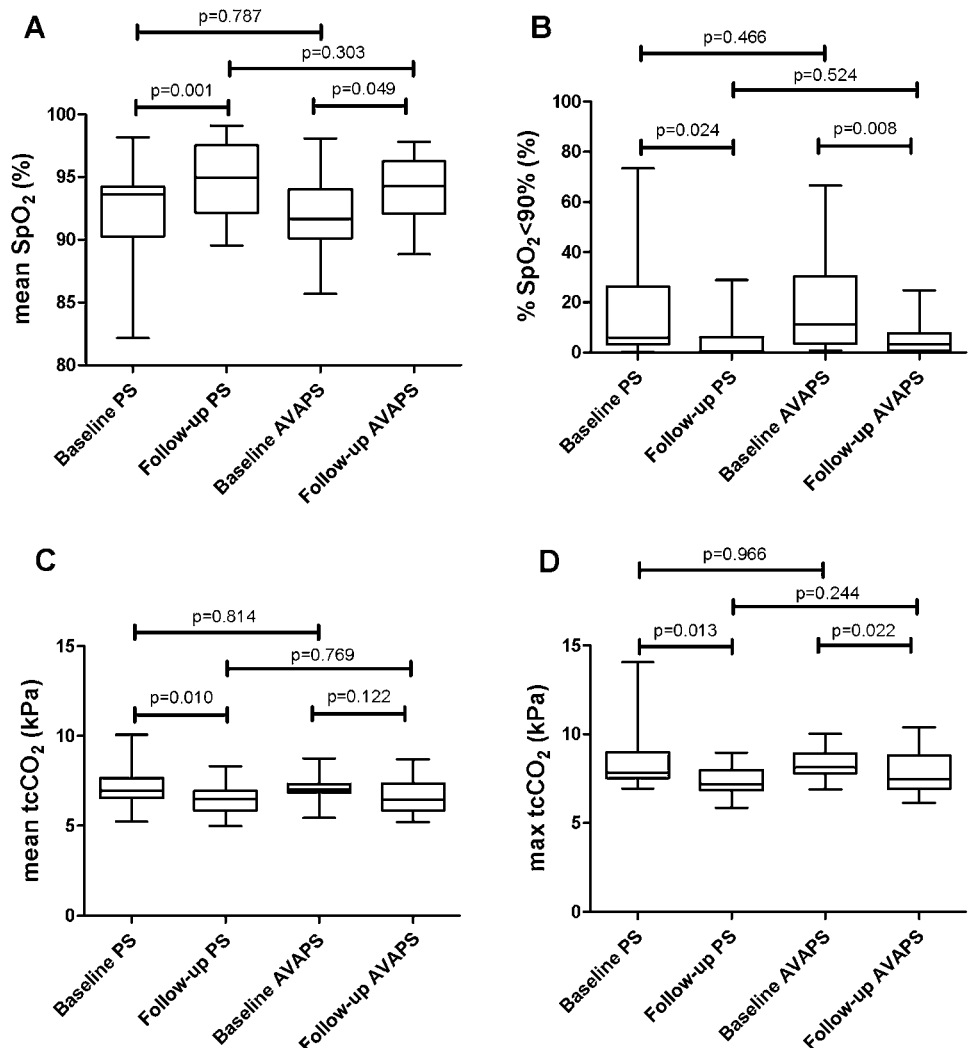 A
p=0.787
p=0.303
p=0.001
p=0.049
mean SpO₂ (%)
100
95
90
85
80
Baseline PS
Follow-up PS
Baseline AVAPS
Follow-up AVAPS
B
p=0.466
p=0.524
p=0.024
p=0.008
% SpO₂<90% (%)
100
80
60
40
20
0
Baseline PS
Follow-up PS
Baseline AVAPS
Follow-up AVAPS
C
p=0.814
p=0.769
p=0.010
p=0.122
mean tcCO₂ (kPa)
15
10
5
0
Baseline PS
Follow-up PS
Baseline AVAPS
Follow-up AVAPS
D
p=0.966
p=0.244
p=0.013
p=0.022
max tcCO₂ (kPa)
15
10
5
0
Baseline PS
Follow-up PS
Baseline AVAPS
Follow-up AVAPS